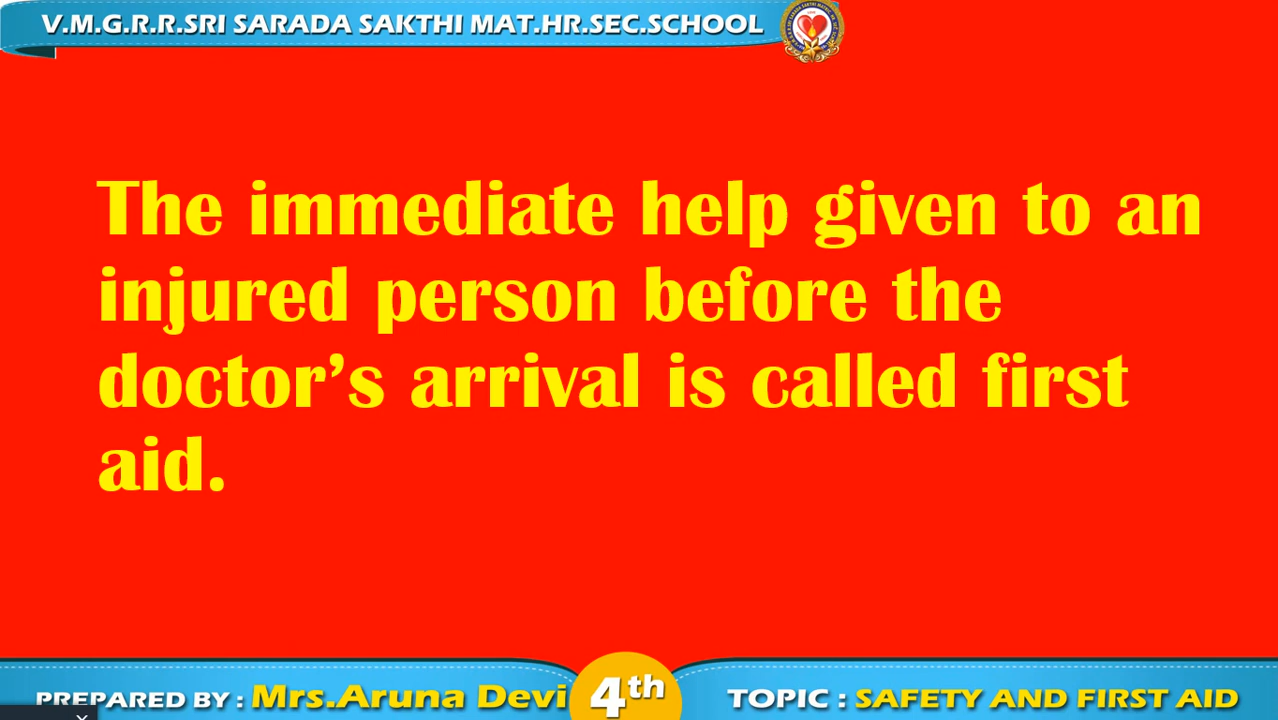 V.M.G.R.R.SRI SARADA SAKTHI MAT.HR.SEC.SCHOOL
The immediate help given to an
injured person before the
doctor’s arrival is called first
aid.
PREPARED BY : Mrs.Aruna Devi
4th
TOPIC : SAFETY AND FIRST AID